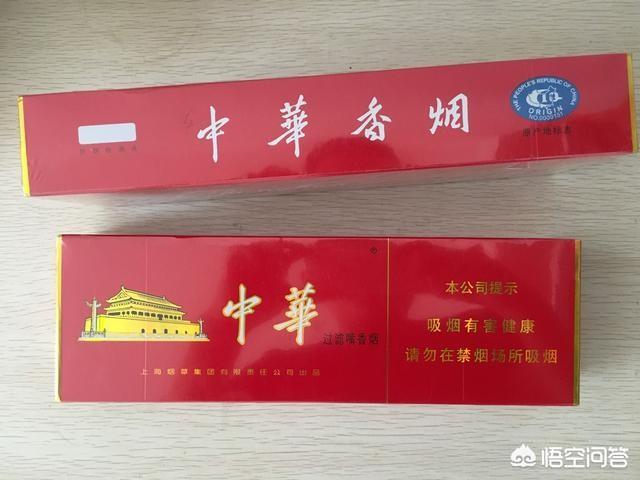 中華香烟
THE PEOPLE'S REPUBLIC OF CHINA
ORIGIN
NO.0000101
原产地标志
中華
®
过滤嘴香烟
上海烟草集团有限责任公司出品
本公司提示
吸烟有害健康
请勿在禁烟场所吸烟
悟空问答